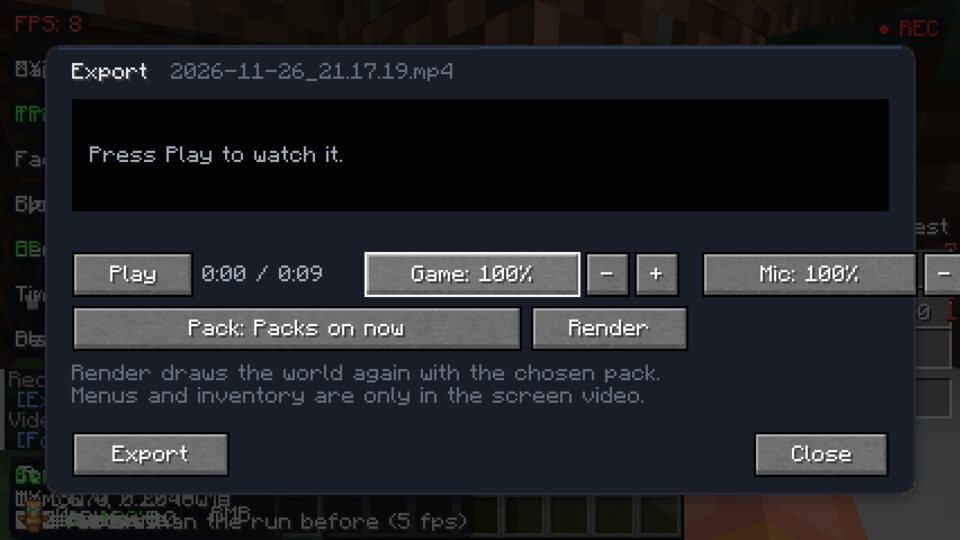 FPS: 8
REC
Export 2026-11-26_21.17.19.mp4
Press Play to watch it.
Play 0:00 / 0:09 Game: 100% - + Mic: 100% -
Pack: Packs on now Render
Render draws the world again with the chosen pack.
Menus and inventory are only in the screen video.
Export Close
run before (5 fps)